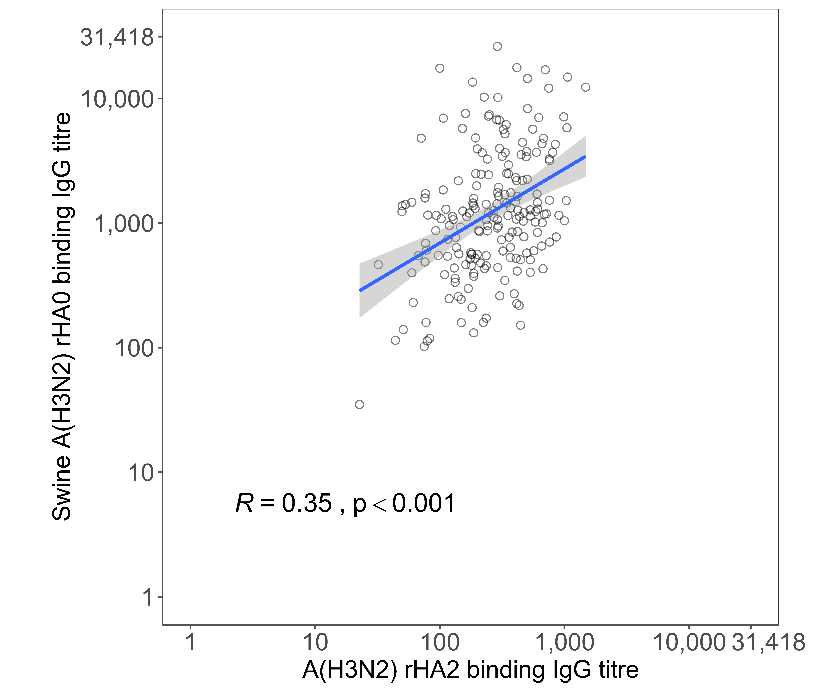 Swine A(H3N2) rHA0 binding IgG titre
31,418
10,000
1,000
100
10
1
R = 0.35 , p < 0.001
1 10 100 1,000 10,000 31,418
A(H3N2) rHA2 binding IgG titre